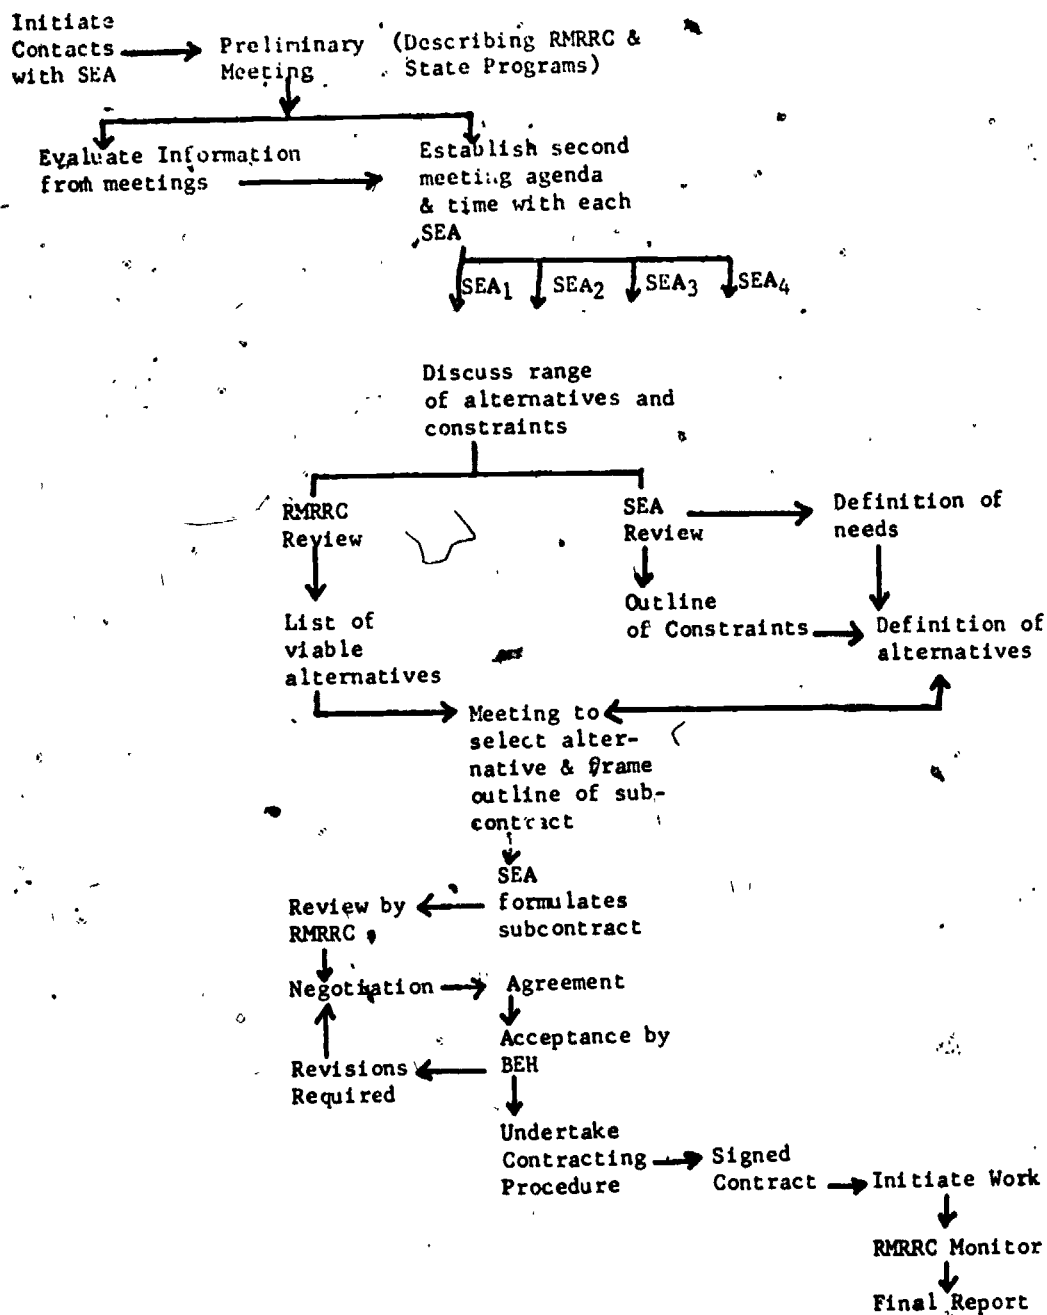 Initiate
Contacts
with SEA
Preliminary (Describing RMRRC &
Meeting State Programs)
Evaluate Information
from meetings
Establish second
meeting agenda
& time with each
SEA
SEA1 SEA2 SEA3 SEA4
Discuss range
of alternatives and
constraints
RMRRC
Review
SEA
Review
Definition of
needs
List of
viable
alternatives
Outline
of Constraints
Definition of
alternatives
Meeting to
select alter-
native & frame
outline of sub-
contract
SEA
formulates
subcontract
Review by
RMRRC
Negotiation
Agreement
Acceptance by
BEH
Revisions
Required
Undertake
Contracting
Procedure
Signed
Contract
Initiate Work
RMRRC Monitor
Final Report